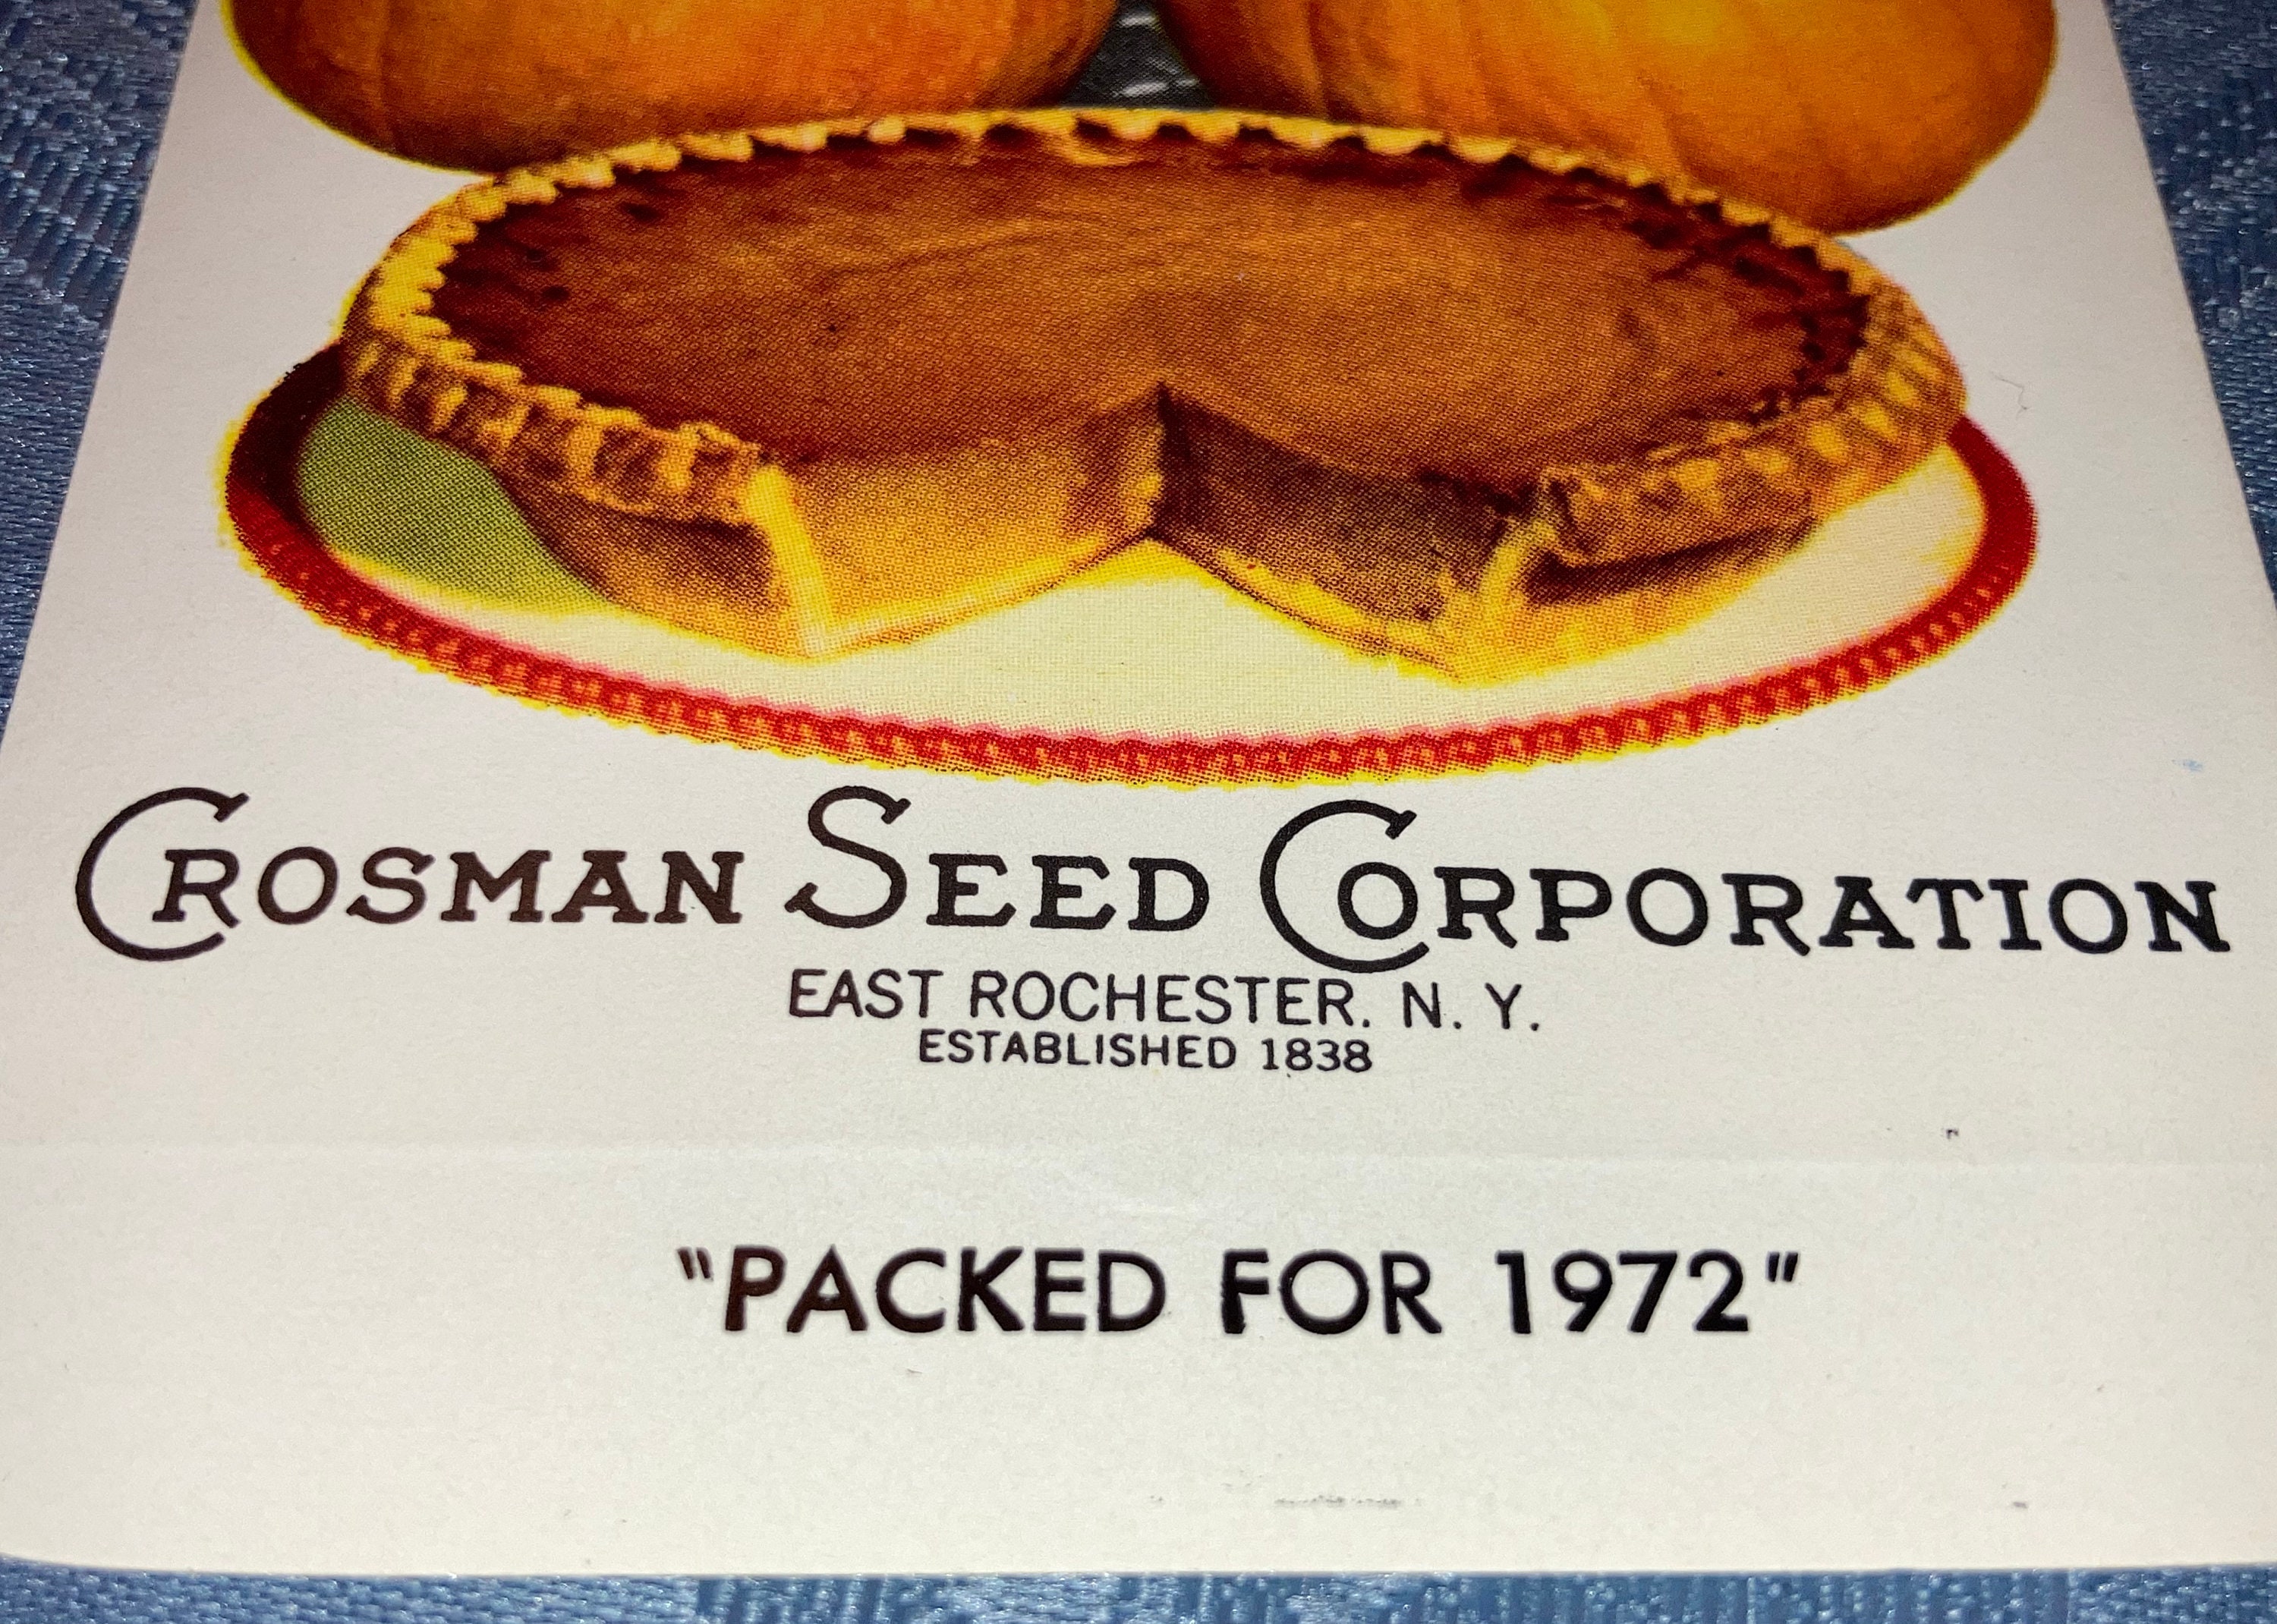 CROSMAN SEED CORPORATION
EAST ROCHESTER. N. Y.
ESTABLISHED 1838
"PACKED FOR 1972"